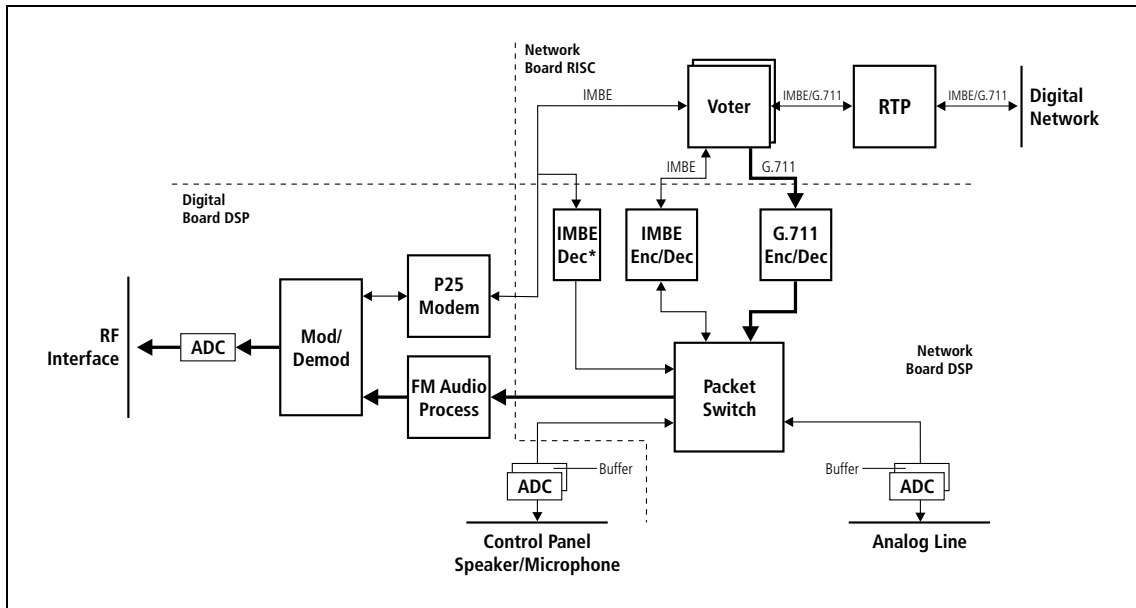 Network
Board RISC
IMBE
Voter
IMBE/G.711
RTP
IMBE/G.711
Digital
Network
IMBE
G.711
Digital
Board DSP
IMBE
Dec*
IMBE
Enc/Dec
G.711
Enc/Dec
P25
Modem
RF
Interface
ADC
Mod/
Demod
FM Audio
Process
Packet
Switch
Network
Board DSP
Buffer
ADC
Buffer
ADC
Control Panel
Speaker/Microphone
Analog Line